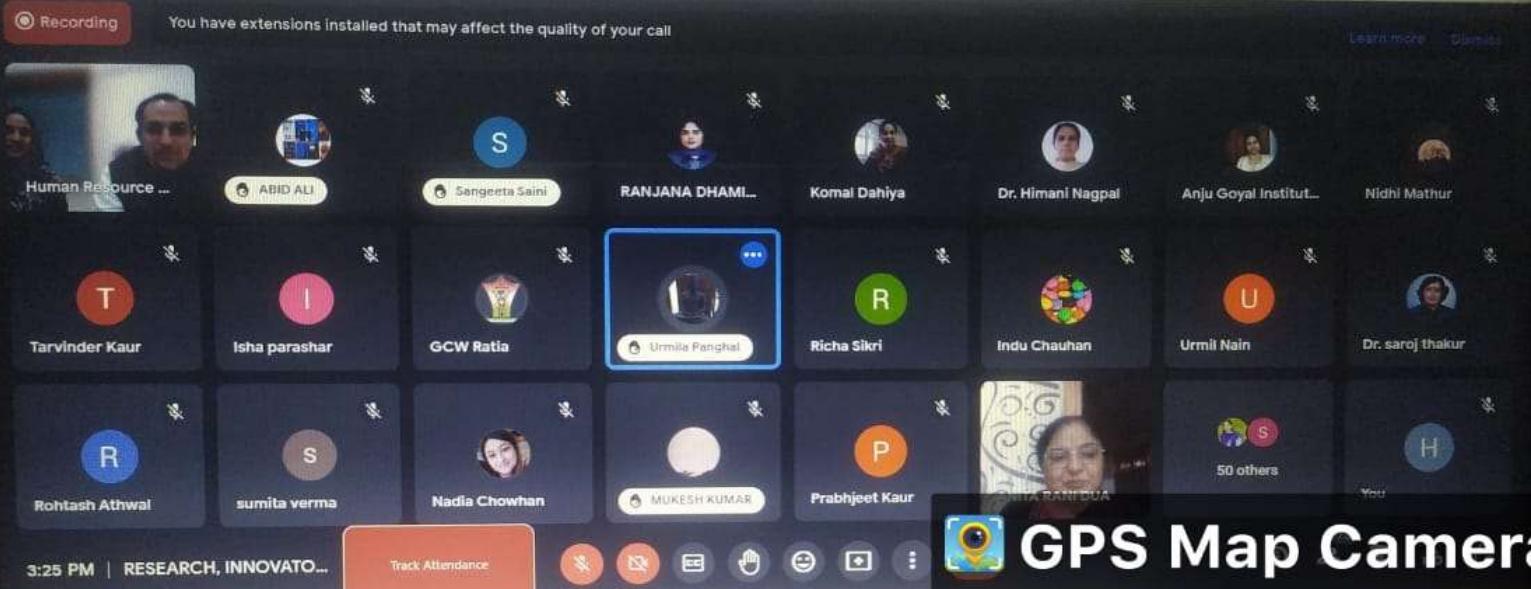 Recording
You have extensions installed that may affect the quality of your call
Learn more Dismiss
Human Resource ...
ABID ALI
S
Sangeeta Saini
RANJANA DHAMI...
Komal Dahiya
Dr. Himani Nagpal
Anju Goyal Institut...
Nidhi Mathur
T
Tarvinder Kaur
I
Isha parashar
GCW Ratia
Urmila Panghal
R
Richa Sikri
Indu Chauhan
U
Urmil Nain
Dr. saroj thakur
R
Rohtash Athwal
S
sumita verma
Nadia Chowhan
MUKESH KUMAR
P
Prabhjeet Kaur
RANI DUA
S
50 others
H
You
3:25 PM | RESEARCH, INNOVATO...
Track Attendance
CC
GPS Map Camera